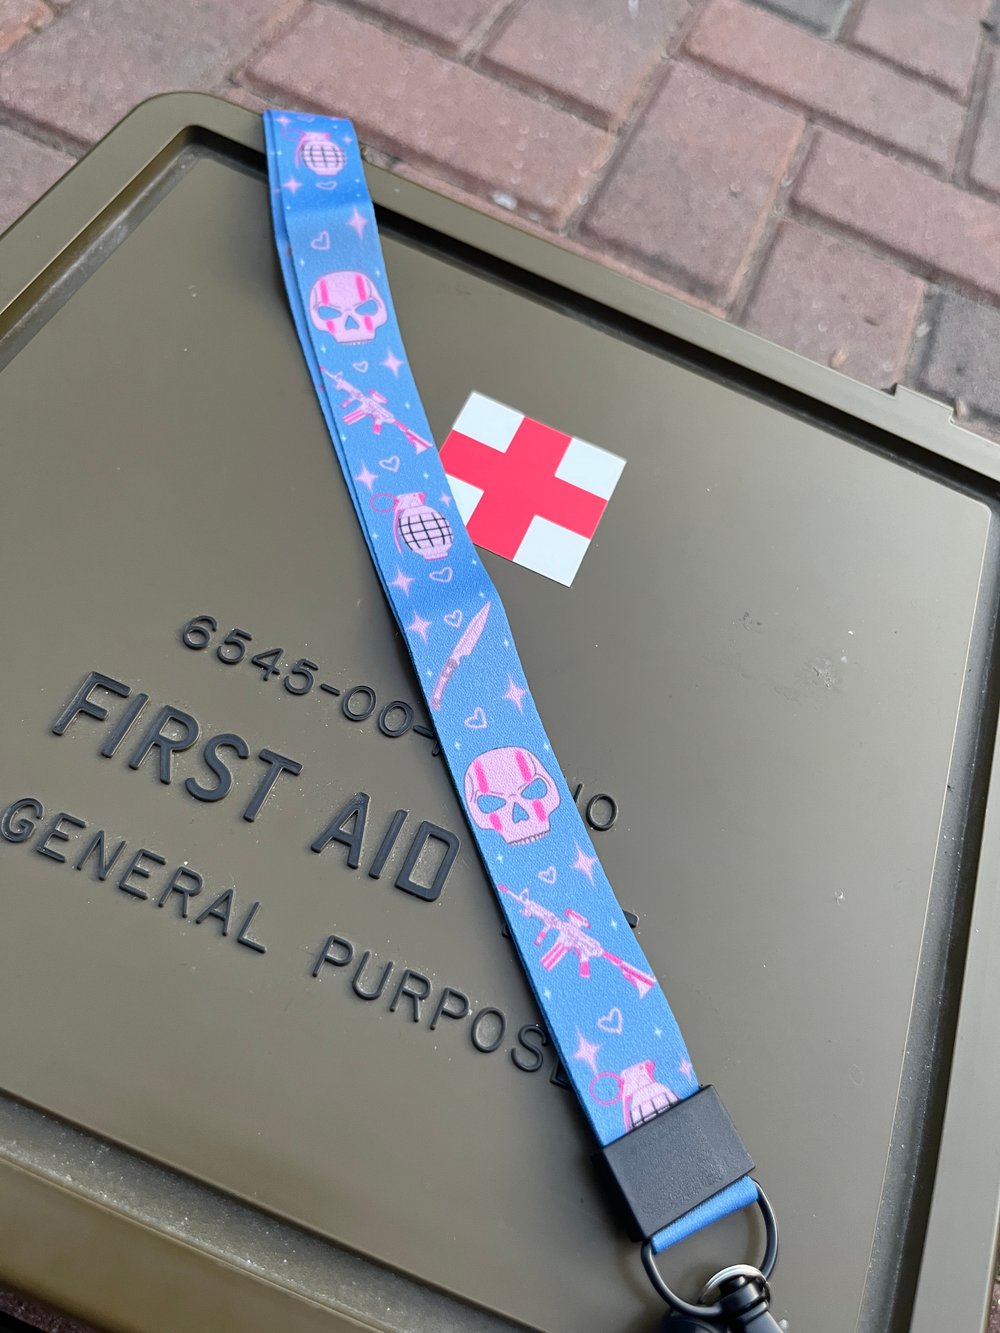 6545-00-
FIRST AID
GENERAL PURPOSE